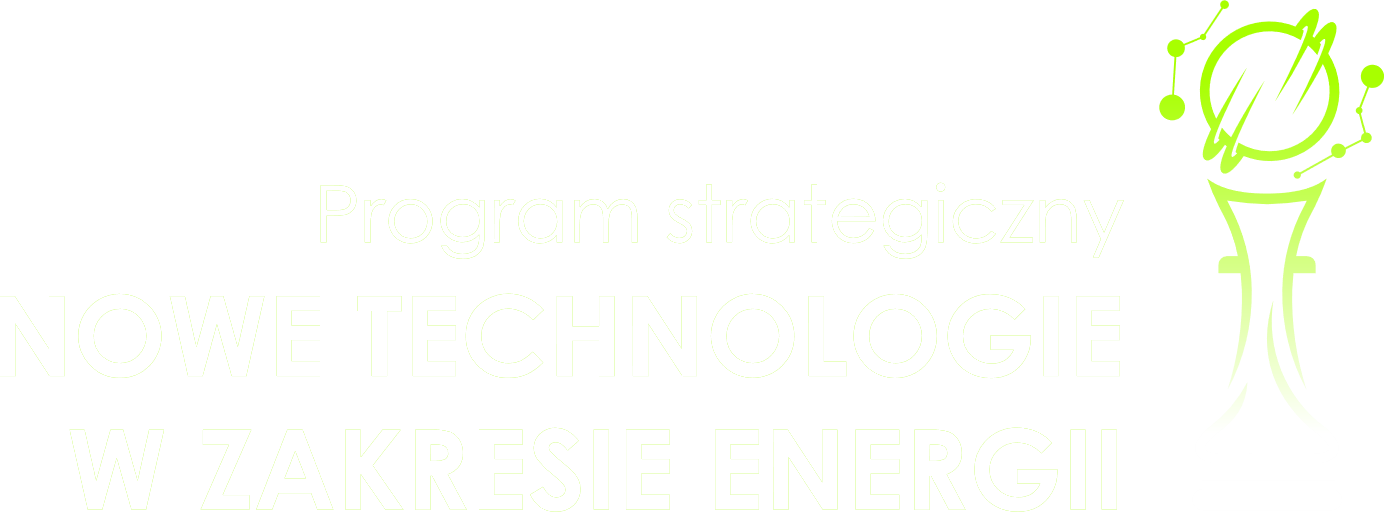 Program strategiczny
NOWE TECHNOLOGIE
W ZAKRESIE ENERGII